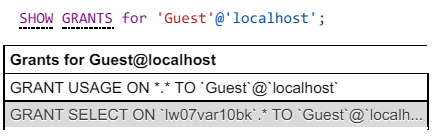 SHOW GRANTS for 'Guest'@'localhost';
Grants for Guest@localhost
GRANT USAGE ON *.* TO `Guest`@`localhost`
GRANT SELECT ON `lw07var10bk`.* TO `Guest`@`localh...